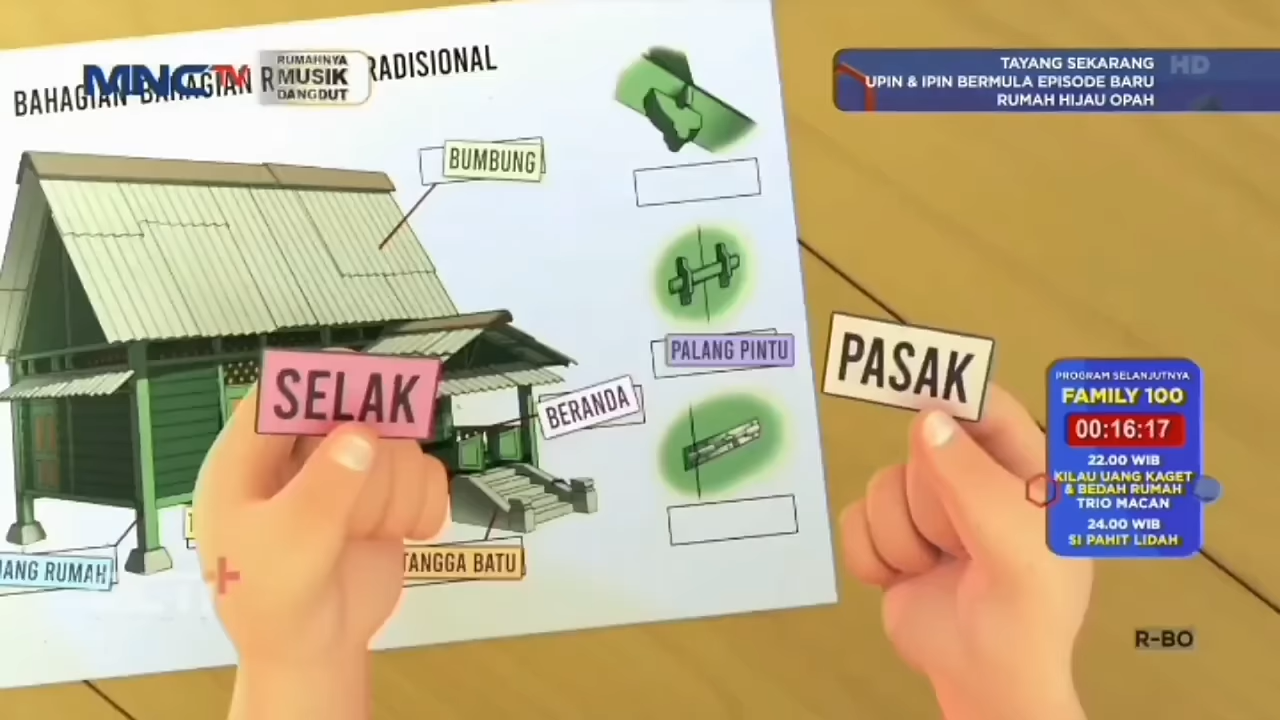 BAHAGIAN-BAHAGIAN R RADISIONAL
MNCTV
RUMAHNYA
MUSIK
DANGDUT
TAYANG SEKARANG
UPIN & IPIN BERMULA EPISODE BARU
RUMAH HIJAU OPAH
HD
BUMBUNG
PALANG PINTU
SELAK
PASAK
BERANDA
TANGGA BATU
ANG RUMAH
PROGRAM SELANJUTNYA
FAMILY 100
00:16:17
22.00 WIB
KILAU UANG KAGET
& BEDAH RUMAH
TRIO MACAN
24.00 WIB
SI PAHIT LIDAH
R-BO